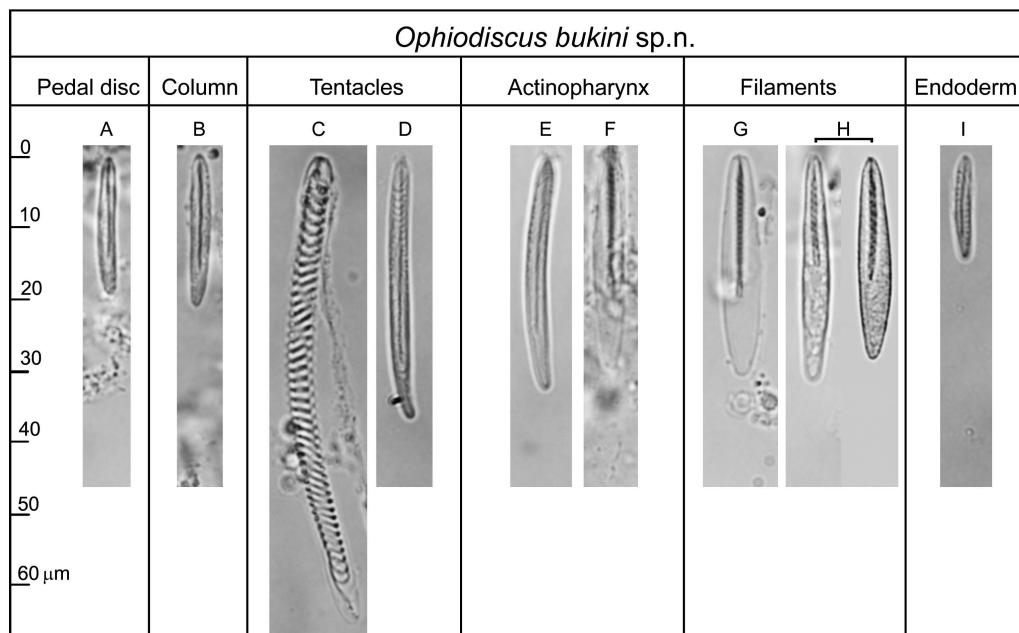 Ophiodiscus bukini sp.n.
Pedal disc Column Tentacles Actinopharynx Filaments Endoderm
A B C D E F G H I
0
10
20
30
40
50
60 μm